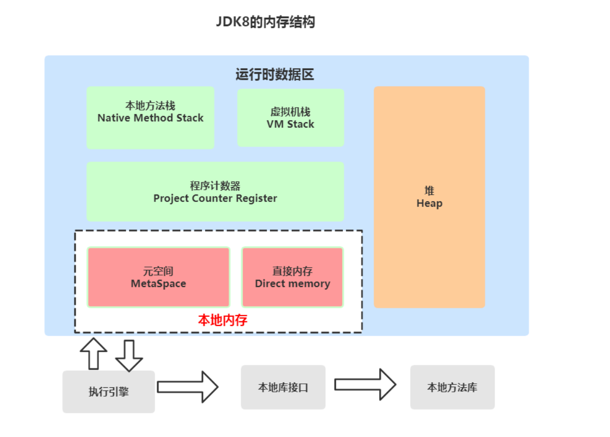 JDK8的内存结构
运行时数据区
本地方法栈
Native Method Stack
虚拟机栈
VM Stack
堆
Heap
程序计数器
Project Counter Register
元空间
MetaSpace
直接内存
Direct memory
本地内存
执行引擎
本地库接口
本地方法库